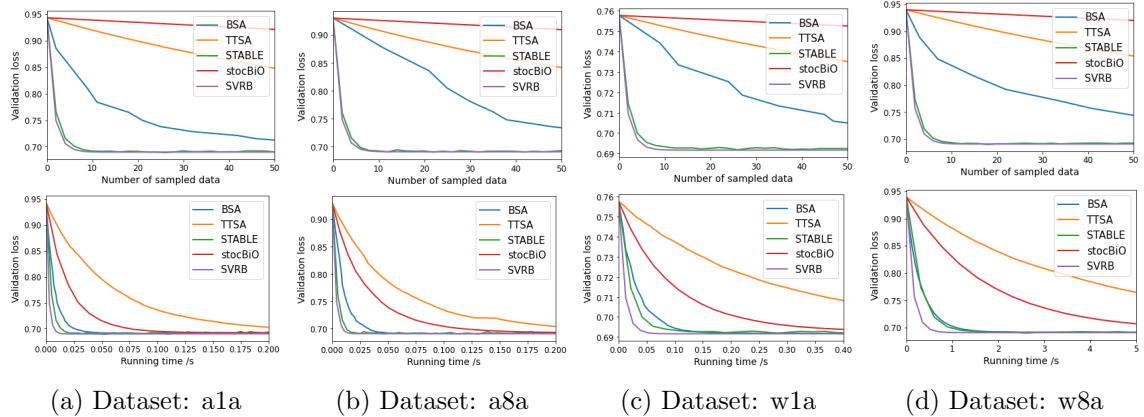 0.95
0.90
0.85
0.80
0.75
0.70
Validation loss
BSA
TTSA
STABLE
stocBiO
SVRB
0 10 20 30 40 50
Number of sampled data
0.90
0.85
0.80
0.75
0.70
Validation loss
BSA
TTSA
STABLE
stocBiO
SVRB
0 10 20 30 40 50
Number of sampled data
0.76
0.75
0.74
0.73
0.72
0.71
0.70
0.69
Validation loss
BSA
TTSA
STABLE
stocBiO
SVRB
0 10 20 30 40 50
Number of sampled data
0.95
0.90
0.85
0.80
0.75
0.70
Validation loss
BSA
TTSA
STABLE
stocBiO
SVRB
0 10 20 30 40 50
Number of sampled data
0.95
0.90
0.85
0.80
0.75
0.70
Validation loss
BSA
TTSA
STABLE
stocBiO
SVRB
0.000 0.025 0.050 0.075 0.100 0.125 0.150 0.175 0.200
Running time /s
0.90
0.85
0.80
0.75
0.70
Validation loss
BSA
TTSA
STABLE
stocBiO
SVRB
0.000 0.025 0.050 0.075 0.100 0.125 0.150 0.175 0.200
Running time /s
0.76
0.75
0.74
0.73
0.72
0.71
0.70
0.69
Validation loss
BSA
TTSA
STABLE
stocBiO
SVRB
0.00 0.05 0.10 0.15 0.20 0.25 0.30 0.35 0.40
Running time /s
0.95
0.90
0.85
0.80
0.75
0.70
Validation loss
BSA
TTSA
STABLE
stocBiO
SVRB
0 1 2 3 4 5
Running time /s
(a) Dataset: a1a
(b) Dataset: a8a
(c) Dataset: w1a
(d) Dataset: w8a